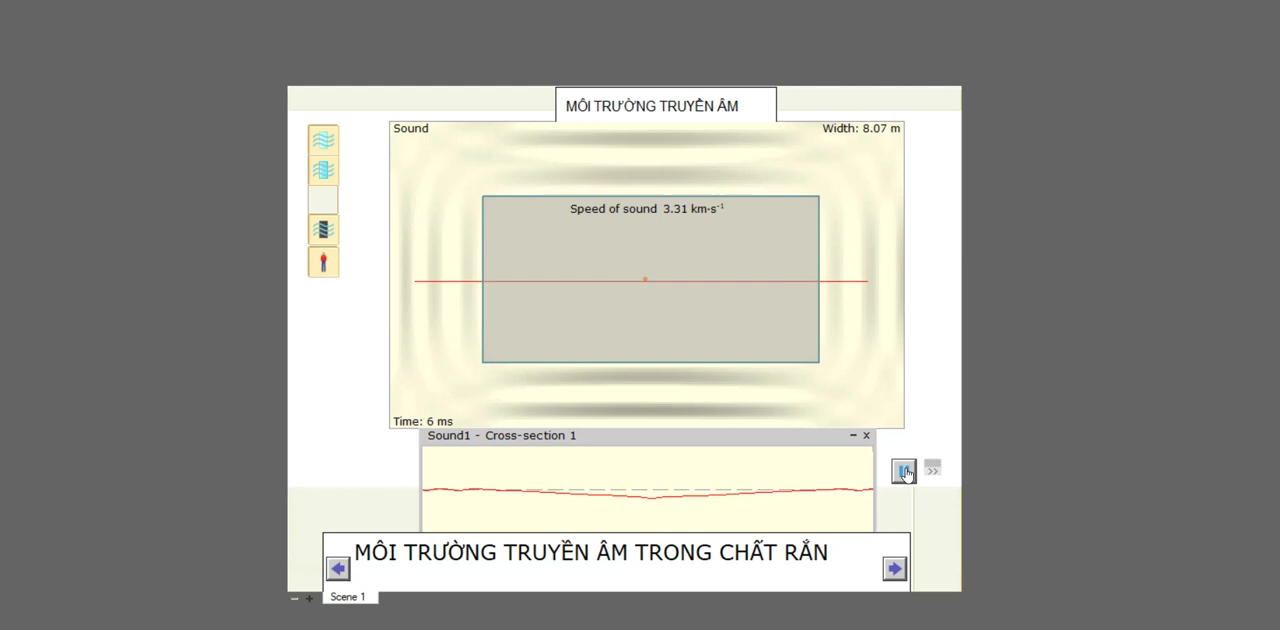 MÔI TRƯỜNG TRUYỀN ÂM
Sound
Width: 8.07 m
Speed of sound 3.31 km·s⁻¹
Time: 6 ms
Sound1 - Cross-section 1
MÔI TRƯỜNG TRUYỀN ÂM TRONG CHẤT RẮN
Scene 1